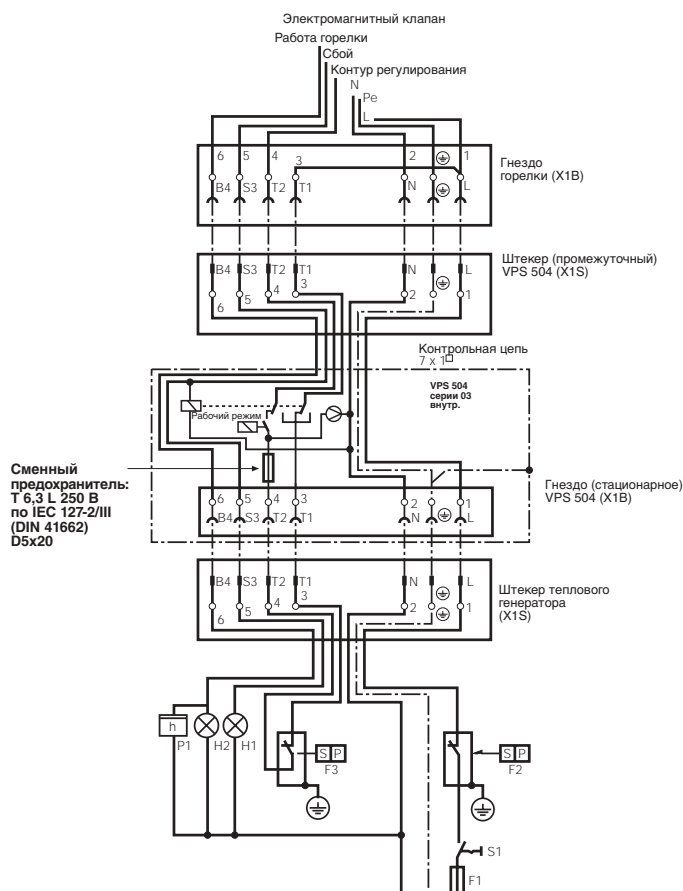 Электромагнитный клапан
Работа горелки
Сбой
Контур регулирования
N
Pe
L
6 5 4 3 2 1
B4 S3 T2 T1 N L
Гнездо
горелки (X1B)
B4 S3 T2 T1 N L
6 5 4 3 2 1
Штекер (промежуточный)
VPS 504 (X1S)
Контрольная цепь
7 x 1
VPS 504
серии 03
внутр.
Рабочий режим
Сменный
предохранитель:
T 6,3 L 250 В
по IEC 127-2/III
(DIN 41662)
D5x20
Гнездо (стационарное)
VPS 504 (X1B)
6 5 4 3 2 1
B4 S3 T2 T1 N L
B4 S3 T2 T1 N L
6 5 4 3 2 1
Штекер теплового
генератора
(X1S)
h
P1 H2 H1
S P
F3
S P
F2
S1
F1